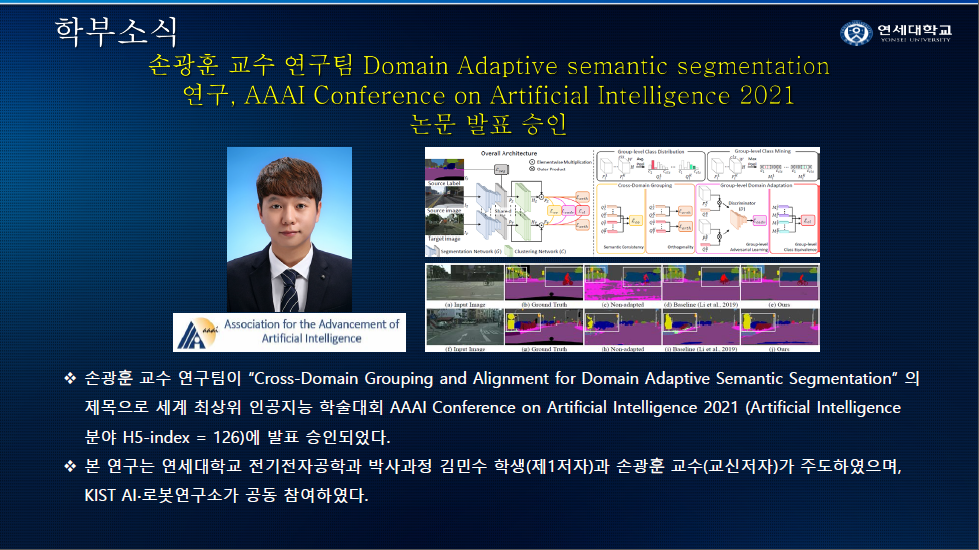 학부소식
연세대학교
YONSEI UNIVERSITY
손광훈 교수 연구팀 Domain Adaptive semantic segmentation
연구, AAAI Conference on Artificial Intelligence 2021
논문 발표 승인
Overall Architecture
Elementwise Multiplication
Outer Product
Source Label
Source image
Target image
Segmentation Network (G)
Clustering Network (C)
Group-level Class Distribution
Group-level Class Mining
Cross-Domain Grouping
Group-level Domain Adaptation
Discriminator
(D)
Semantic Consistency
Orthogonality
Group-level
Adversarial Learning
Group-level
Class Equivalence
(a) Input Image
(b) Ground Truth
(c) Non-adapted
(d) Baseline (Li et al., 2019)
(e) Ours
(f) Input Image
(g) Ground Truth
(h) Non-adapted
(i) Baseline (Li et al., 2019)
(j) Ours
aaai
Association for the Advancement of
Artificial Intelligence
❖ 손광훈 교수 연구팀이 “Cross-Domain Grouping and Alignment for Domain Adaptive Semantic Segmentation” 의
제목으로 세계 최상위 인공지능 학술대회 AAAI Conference on Artificial Intelligence 2021 (Artificial Intelligence
분야 H5-index = 126)에 발표 승인되었다.
❖ 본 연구는 연세대학교 전기전자공학과 박사과정 김민수 학생(제1저자)과 손광훈 교수(교신저자)가 주도하였으며,
KIST AI·로봇연구소가 공동 참여하였다.